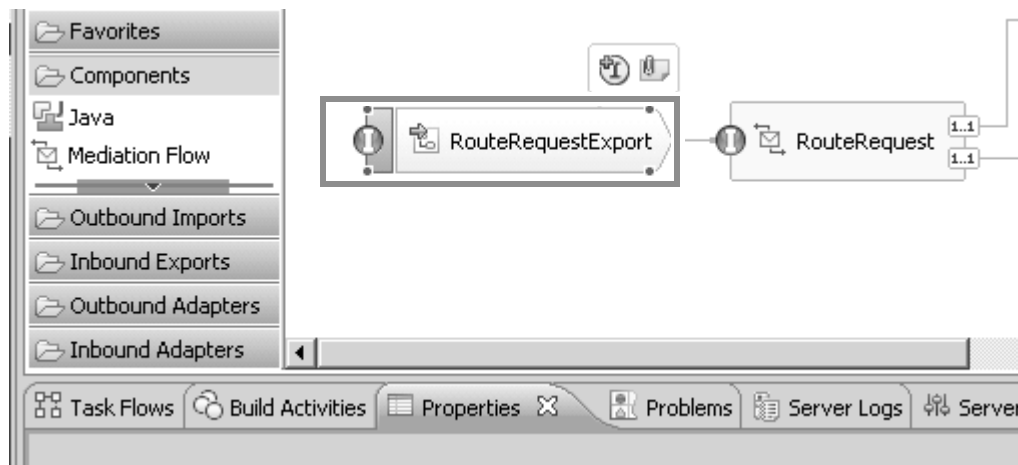 Favorites
Components
Java
Mediation Flow
Outbound Imports
Inbound Exports
Outbound Adapters
Inbound Adapters
RouteRequestExport
RouteRequest
1..1
1..1
Task Flows Build Activities Properties Problems Server Logs Server